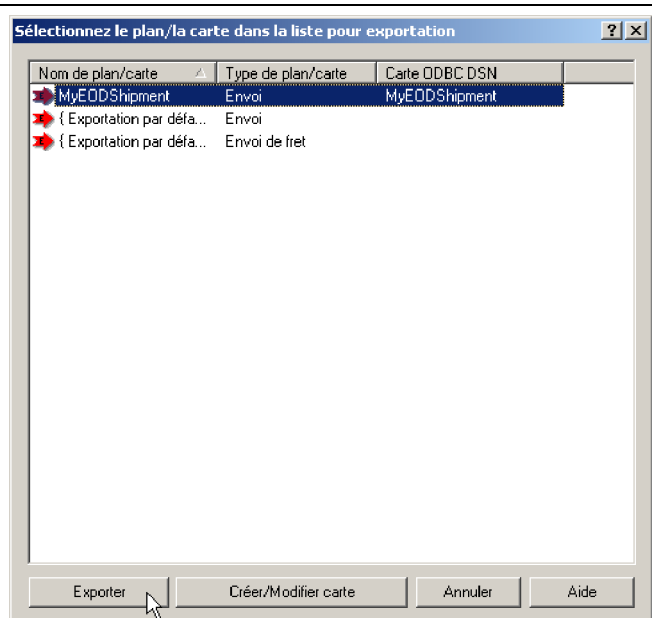 Sélectionnez le plan/la carte dans la liste pour exportation
Nom de plan/carte Type de plan/carte Carte ODBC DSN
MyEODShipment Envoi MyEODShipment
{ Exportation par défa... Envoi
{ Exportation par défa... Envoi de fret
Exporter Créer/Modifier carte Annuler Aide